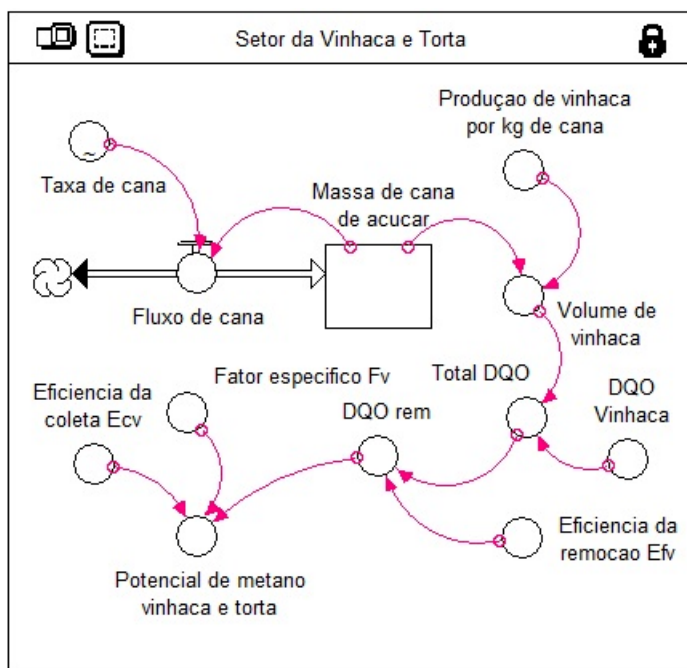 Setor da Vinhaca e Torta
Produçao de vinhaca
por kg de cana
~
Taxa de cana
Massa de cana
de acucar
Fluxo de cana
Volume de
vinhaca
Fator especifico Fv
Total DQO
DQO
Vinhaca
Eficiencia da
coleta Ecv
DQO rem
Eficiencia da
remocao Efv
Potencial de metano
vinhaca e torta